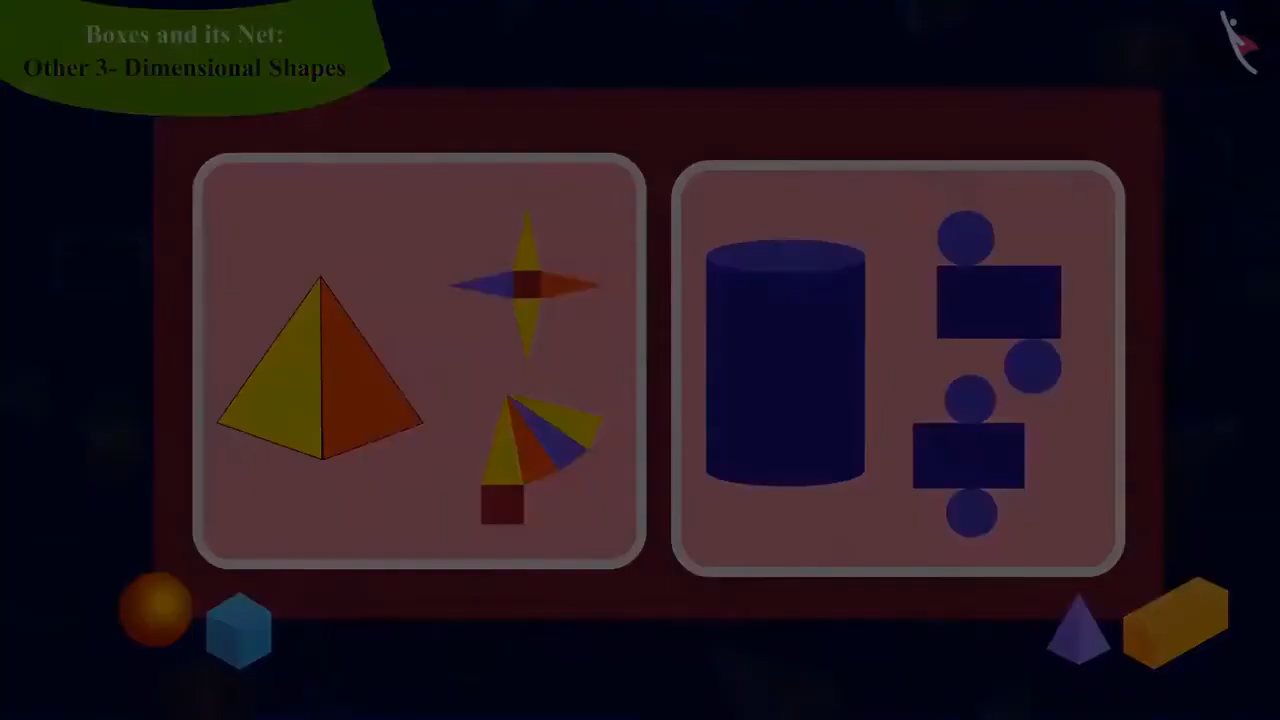 Boxes and its Net:
Other 3- Dimensional Shapes